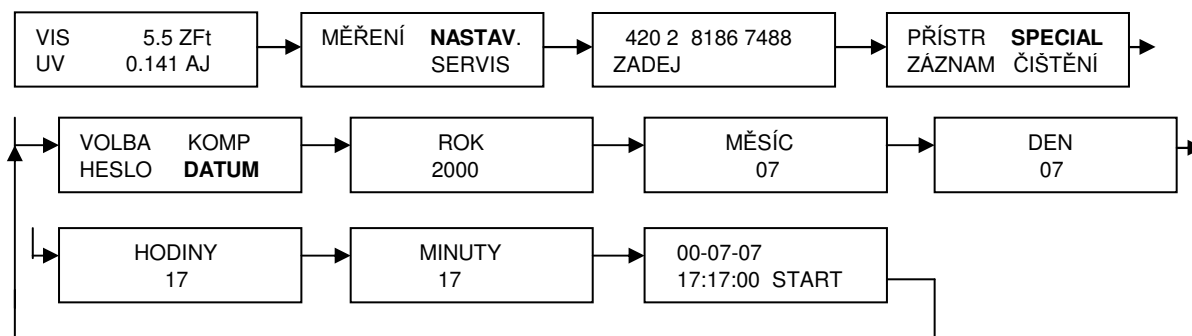 VIS 5.5 ZFt
UV 0.141 AJ
MĚŘENÍ NASTAV.
SERVIS
420 2 8186 7488
ZADEJ
PŘÍSTR SPECIAL
ZÁZNAM ČIŠTĚNÍ
VOLBA KOMP
HESLO DATUM
ROK
2000
MĚSÍC
07
DEN
07
HODINY
17
MINUTY
17
00-07-07
17:17:00 START